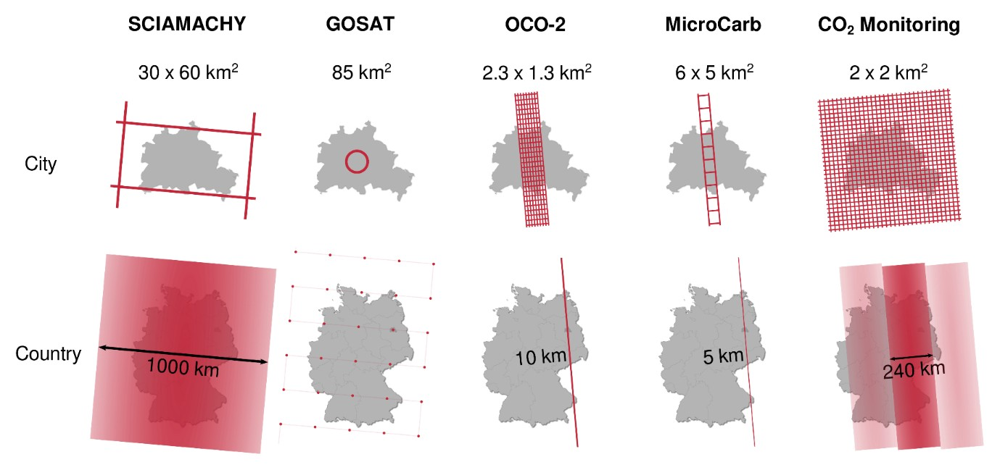 SCIAMACHY GOSAT OCO-2 MicroCarb CO₂ Monitoring
30 x 60 km² 85 km² 2.3 x 1.3 km² 6 x 5 km² 2 x 2 km²
City
Country
1000 km 10 km 5 km 240 km